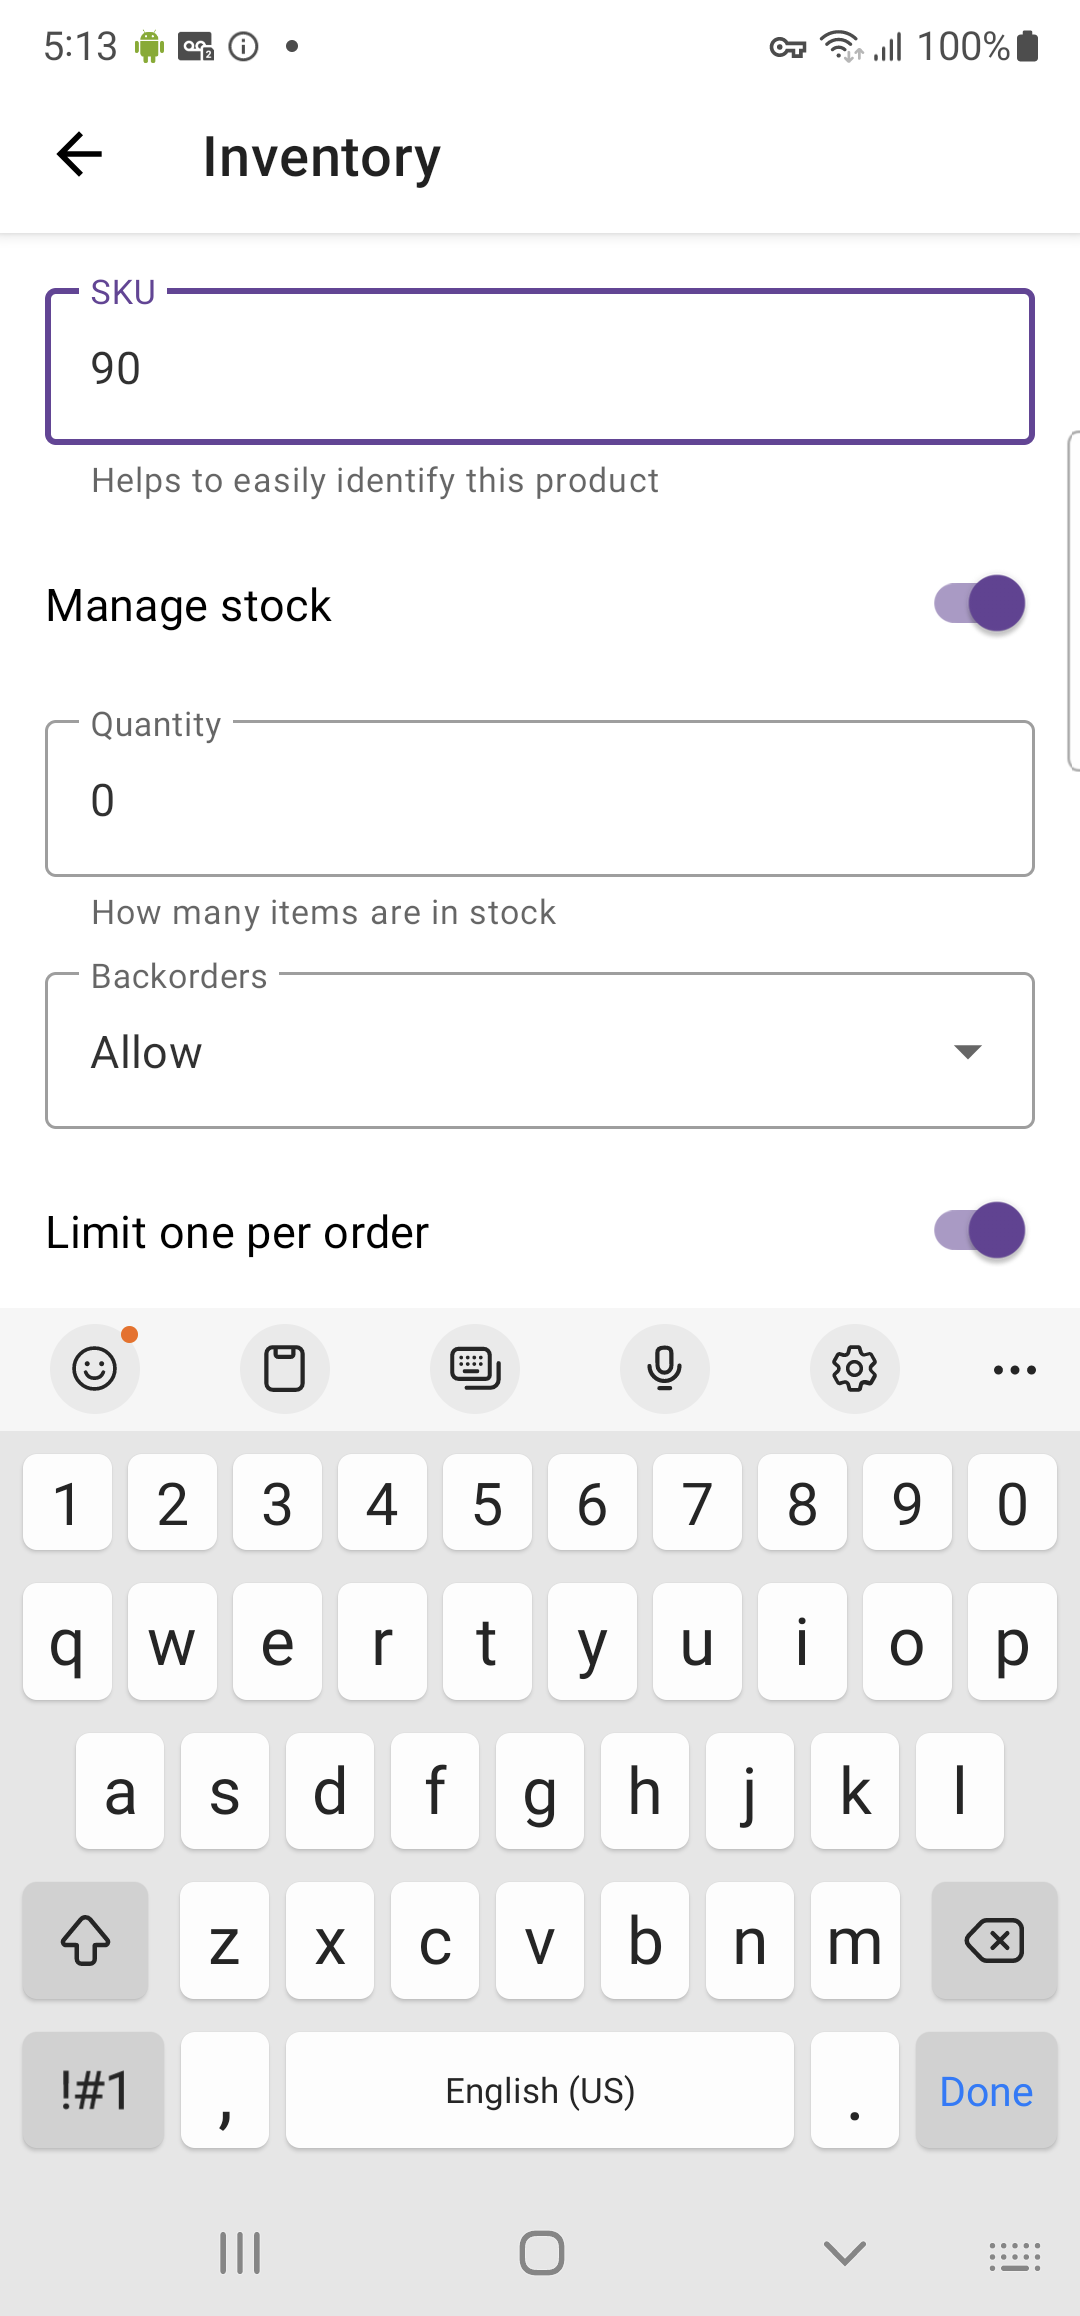 5:13 100%
Inventory
SKU
90
Helps to easily identify this product
Manage stock
Quantity
0
How many items are in stock
Backorders
Allow
Limit one per order
1 2 3 4 5 6 7 8 9 0
q w e r t y u i o p
a s d f g h j k l
z x c v b n m
!#1 , English (US) . Done